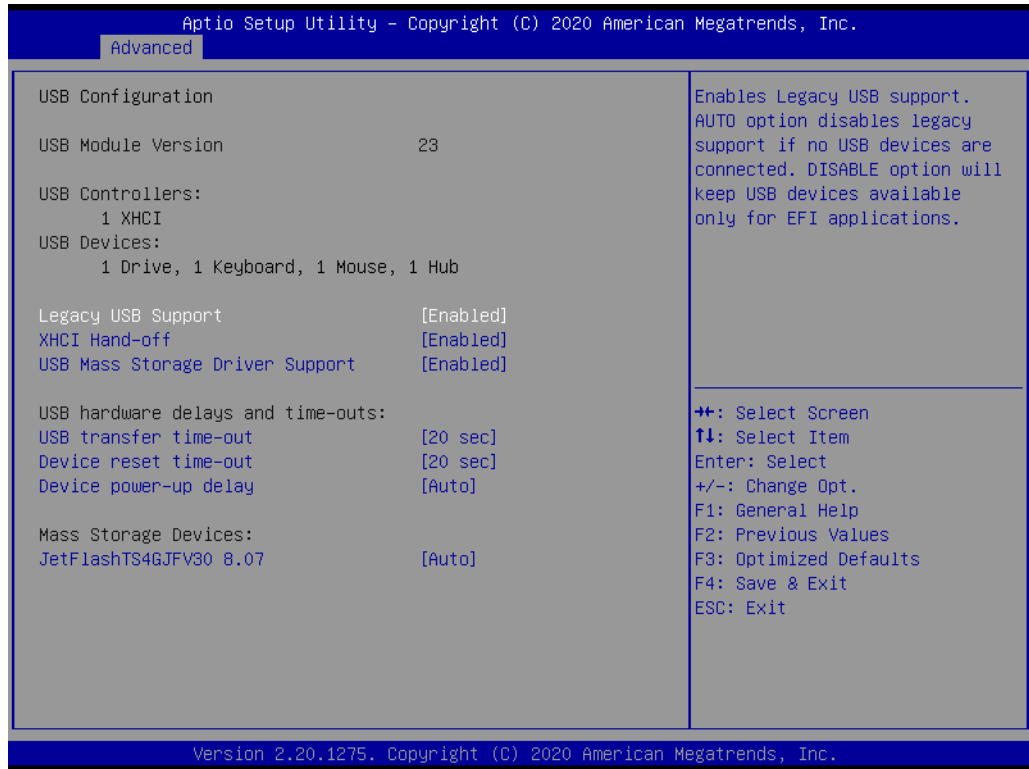 Aptio Setup Utility – Copyright (C) 2020 American Megatrends, Inc.
Advanced
USB Configuration
USB Module Version 23
USB Controllers:
1 XHCI
USB Devices:
1 Drive, 1 Keyboard, 1 Mouse, 1 Hub
Legacy USB Support [Enabled]
XHCI Hand-off [Enabled]
USB Mass Storage Driver Support [Enabled]
USB hardware delays and time-outs:
USB transfer time-out [20 sec]
Device reset time-out [20 sec]
Device power-up delay [Auto]
Mass Storage Devices:
JetFlashTS4GJFV30 8.07 [Auto]
Enables Legacy USB support.
AUTO option disables legacy
support if no USB devices are
connected. DISABLE option will
keep USB devices available
only for EFI applications.
→←: Select Screen
↑↓: Select Item
Enter: Select
+/-: Change Opt.
F1: General Help
F2: Previous Values
F3: Optimized Defaults
F4: Save & Exit
ESC: Exit
Version 2.20.1275. Copyright (C) 2020 American Megatrends, Inc.